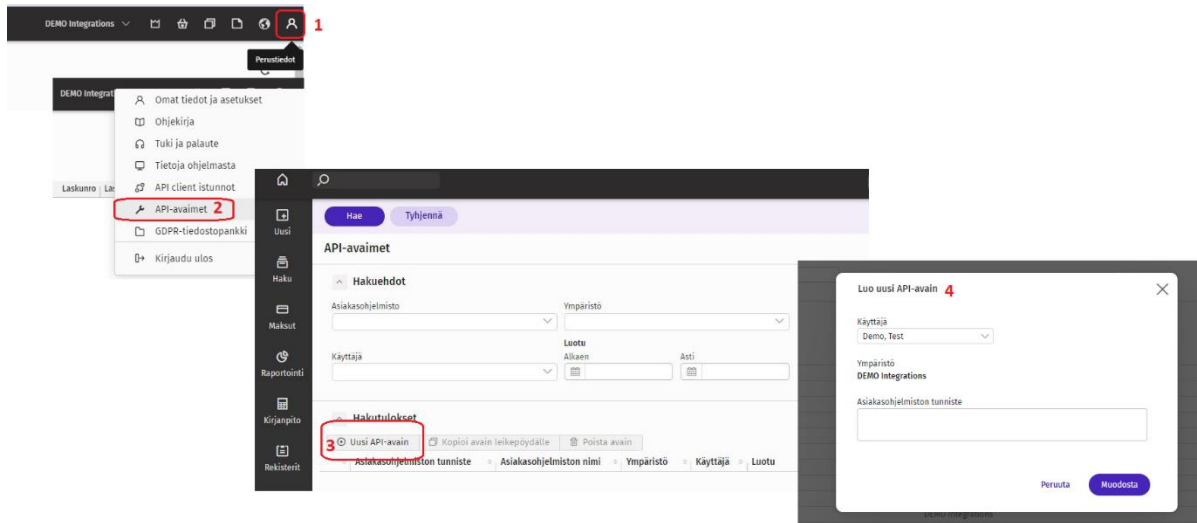 DEMO Integrations
1
Perustiedot
DEMO Integrat
Omat tiedot ja asetukset
Ohjekirja
Tuki ja palaute
Tietoja ohjelmasta
Laskunro
API client istunnot
API-avaimet 2
GDPR-tiedostopankki
Kirjaudu ulos
Uusi
Haku
Maksut
Raportointi
Kirjanpito
Rekisterit
Hae Tyhjennä
API-avaimet
Hakuehdot
Asiakasohjelmisto Ympäristö
Luotu
Käyttäjä Alkaen Asti
Hakutulokset
3 Uusi API-avain Kopioi avain leikepöydälle Poista avain
Asiakasohjelmiston tunniste Asiakasohjelmiston nimi Ympäristö Käyttäjä Luotu
Luo uusi API-avain 4
Käyttäjä
Demo, Test
Ympäristö
DEMO Integrations
Asiakasohjelmiston tunniste
Peruuta Muodosta
DEMO Integrations